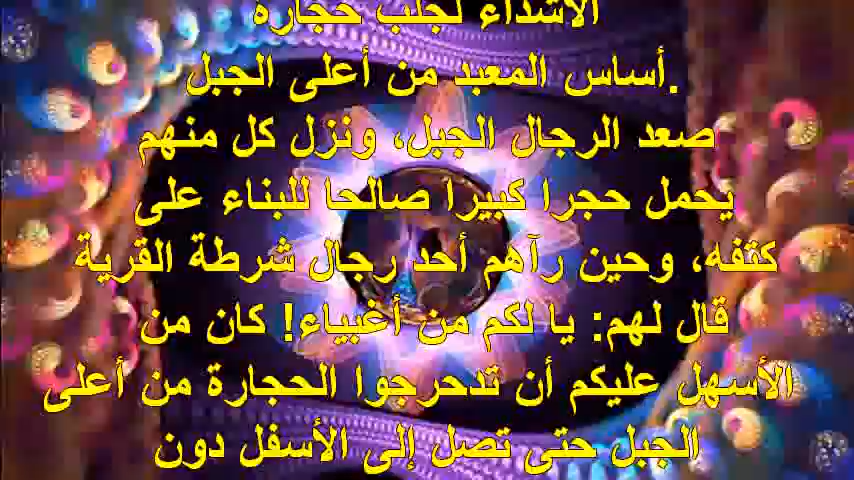 الأشداء لجلب حجارة
أساس المعبد من أعلى الجبل.
صعد الرجال الجبل، ونزل كل منهم
يحمل حجرا كبيرا صالحا للبناء على
كتفه، وحين رآهم أحد رجال شرطة القرية
قال لهم: يا لكم من أغبياء! كان من
الأسهل عليكم أن تدحرجوا الحجارة من أعلى
الجبل حتى تصل إلى الأسفل دون